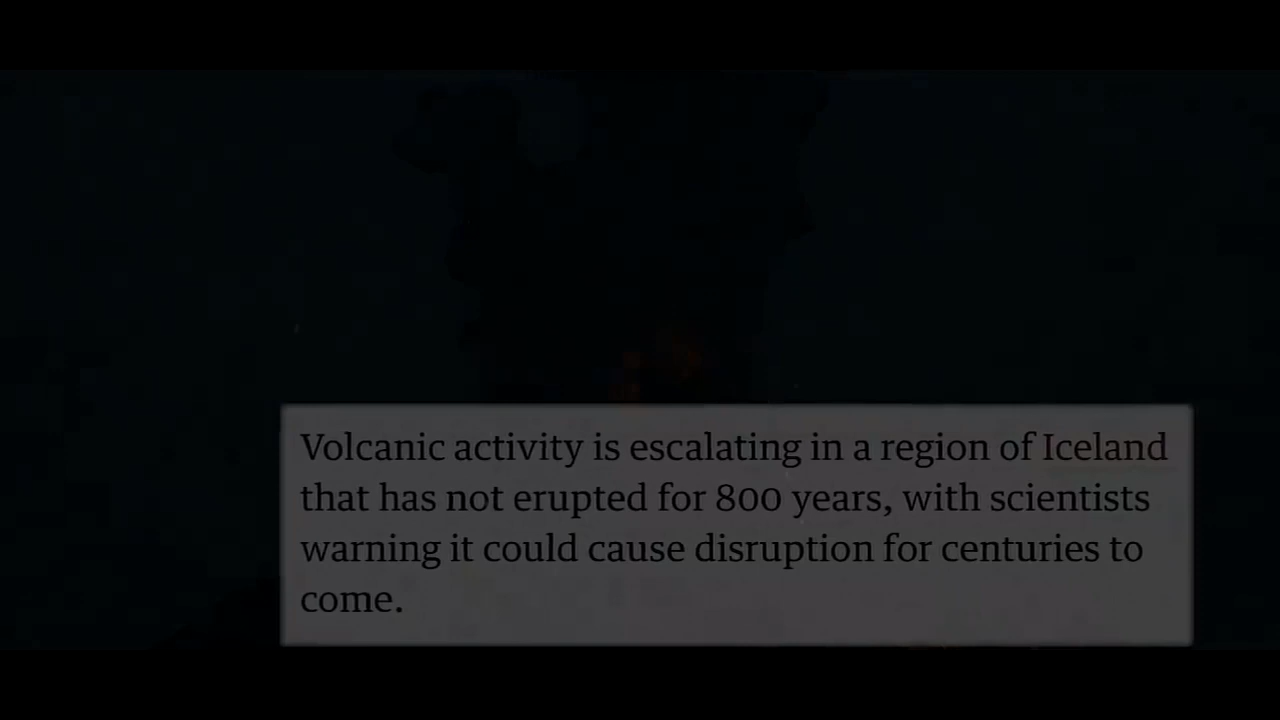 Volcanic activity is escalating in a region of Iceland
that has not erupted for 800 years, with scientists
warning it could cause disruption for centuries to
come.